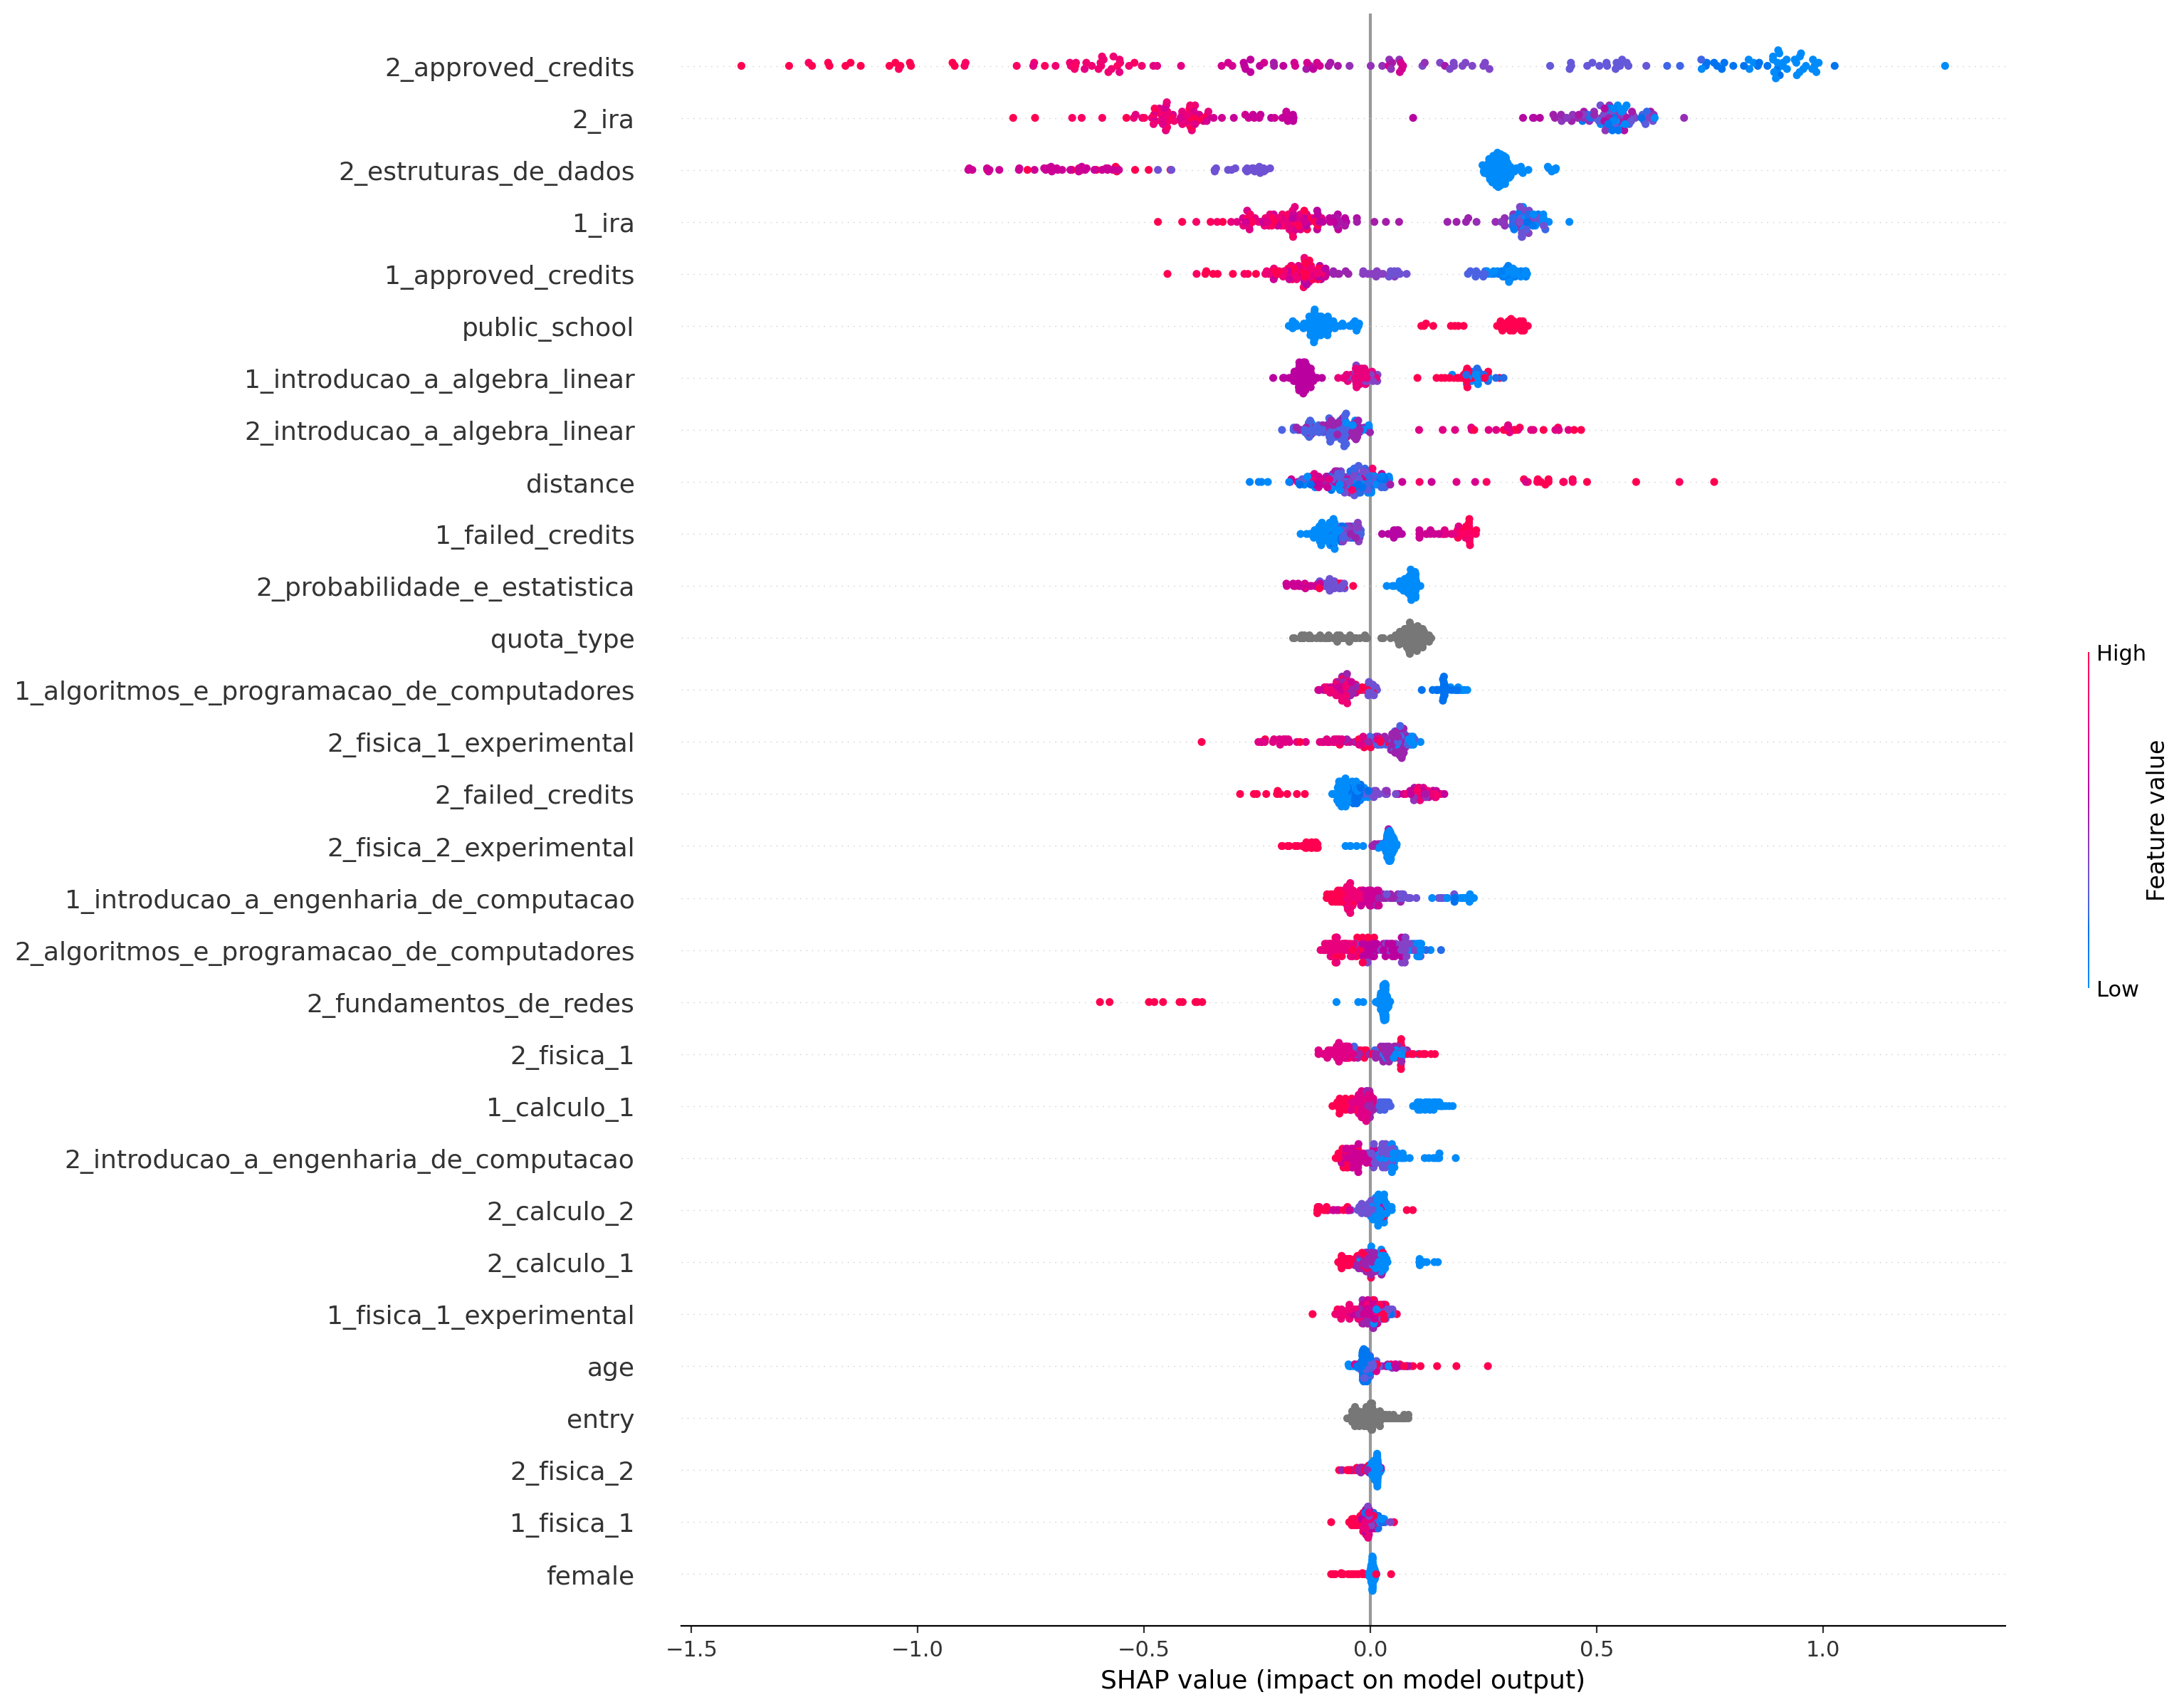 2_approved_credits
2_ira
2_estruturas_de_dados
1_ira
1_approved_credits
public_school
1_introducao_a_algebra_linear
2_introducao_a_algebra_linear
distance
1_failed_credits
2_probabilidade_e_estatistica
quota_type
1_algoritmos_e_programacao_de_computadores
2_fisica_1_experimental
2_failed_credits
2_fisica_2_experimental
1_introducao_a_engenharia_de_computacao
2_algoritmos_e_programacao_de_computadores
2_fundamentos_de_redes
2_fisica_1
1_calculo_1
2_introducao_a_engenharia_de_computacao
2_calculo_2
2_calculo_1
1_fisica_1_experimental
age
entry
2_fisica_2
1_fisica_1
female
−1.5 −1.0 −0.5 0.0 0.5 1.0
SHAP value (impact on model output)
High
Feature value
Low